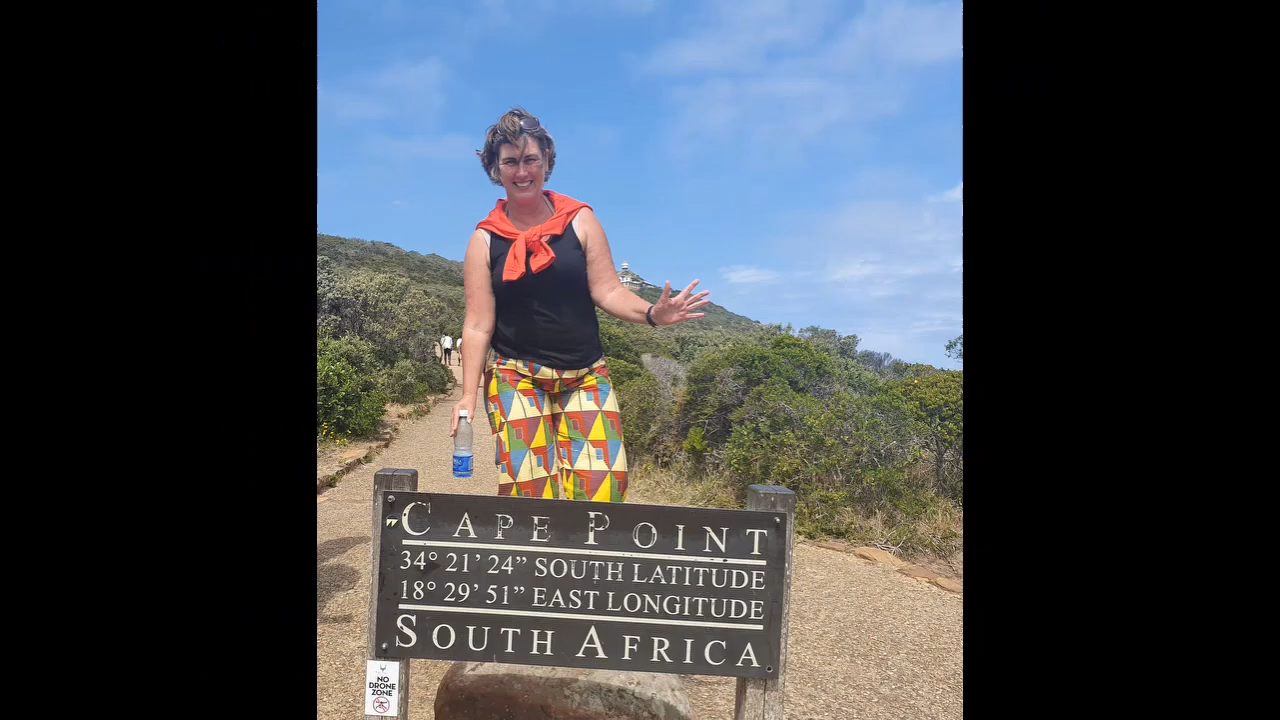 CAPE POINT
34° 21' 24" SOUTH LATITUDE
18° 29' 51" EAST LONGITUDE
SOUTH AFRICA
NO
DRONE
ZONE